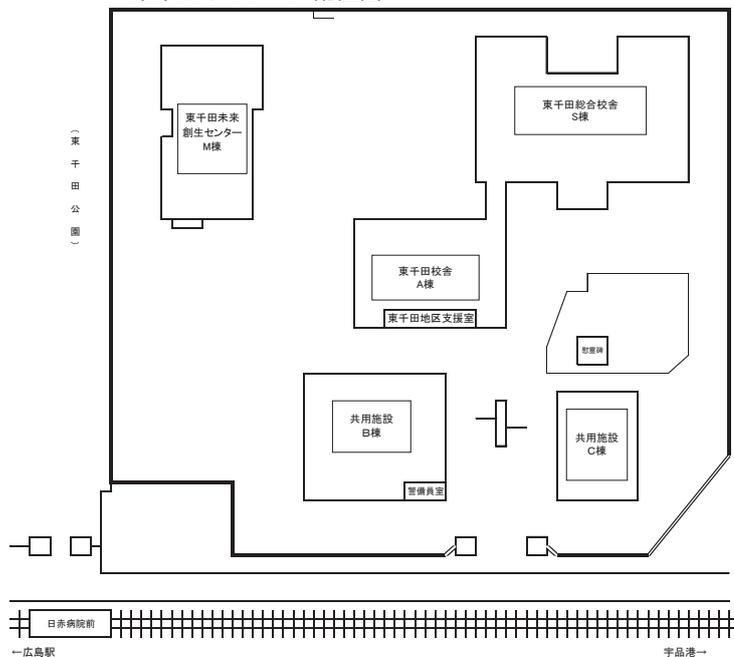 東千田未来
創生センター
M棟
東千田総合校舎
S棟
（東千田公園）
東千田校舎
A棟
東千田地区支援室
慰霊碑
共用施設
B棟
共用施設
C棟
警備員室
日赤病院前
←広島駅
宇品港→